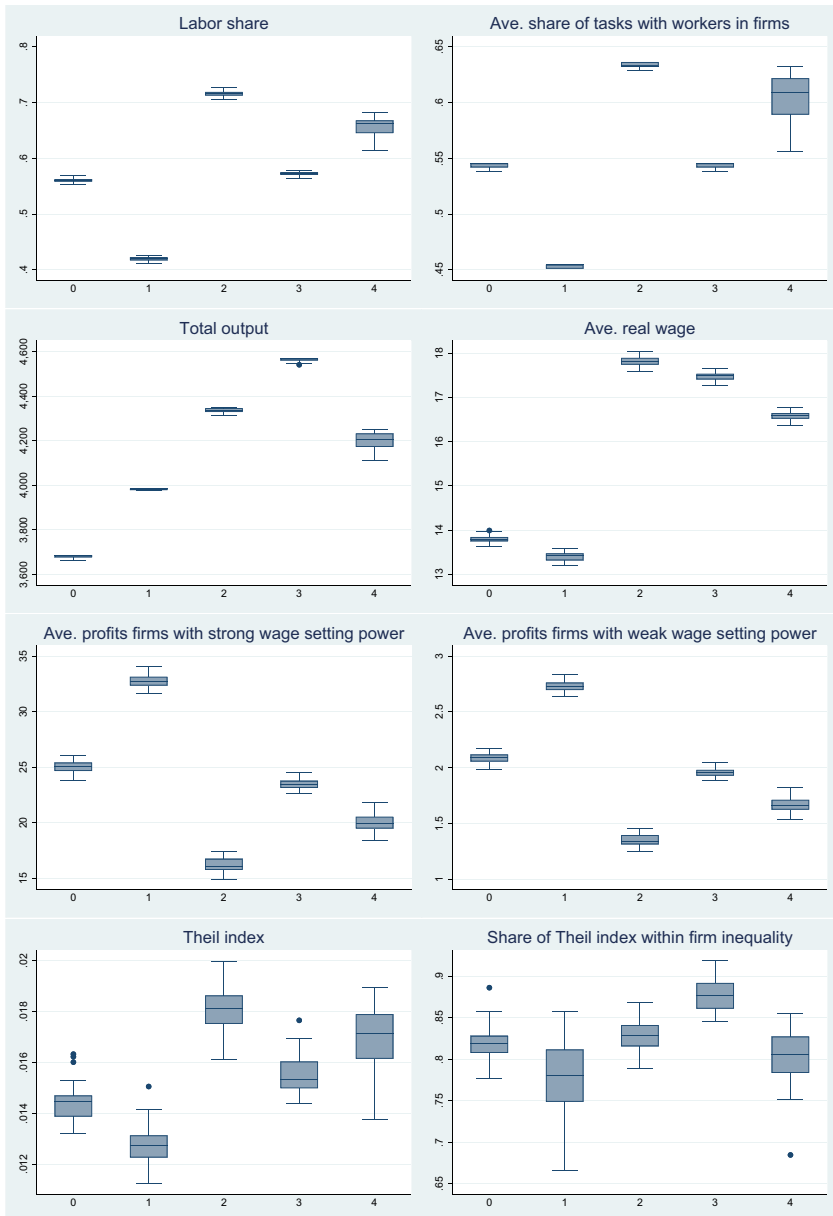 Labor share
.8
.7
.6
.5
.4
0 1 2 3 4
Ave. share of tasks with workers in firms
.65
.6
.55
.5
.45
0 1 2 3 4
Total output
4,600
4,400
4,200
4,000
3,800
3,600
0 1 2 3 4
Ave. real wage
18
17
16
15
14
13
0 1 2 3 4
Ave. profits firms with strong wage setting power
35
30
25
20
15
0 1 2 3 4
Ave. profits firms with weak wage setting power
3
2.5
2
1.5
1
0 1 2 3 4
Theil index
.02
.018
.016
.014
.012
0 1 2 3 4
Share of Theil index within firm inequality
.9
.85
.8
.75
.7
.65
0 1 2 3 4